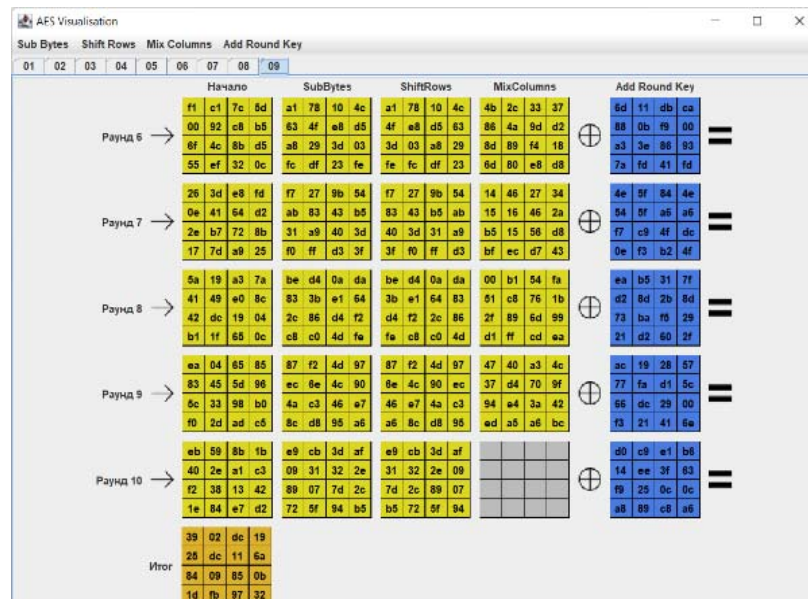 AES Visualisation
Sub Bytes Shift Rows Mix Columns Add Round Key
01 02 03 04 05 06 07 08 09
Начало SubBytes ShiftRows MixColumns Add Round Key
Раунд 6
f1 c1 7c 5d a1 78 10 4c a1 78 10 4c 4b 2c 33 37 6d 11 db ca
00 92 c8 b5 63 4f e8 d5 4f e8 d5 63 86 4a 9d d2 88 0b f9 00
6f 4c 8b d5 a8 29 3d 03 3d 03 a8 29 8d 89 f4 18 a3 3e 86 93
55 ef 32 0c fc df 23 fe fe fc df 23 6d 80 e8 d8 7a fd 41 fd
Раунд 7
26 3d e8 fd f7 27 9b 54 f7 27 9b 54 14 46 27 34 4e 5f 84 4e
0e 41 64 d2 ab 83 43 b5 83 43 b5 ab 15 16 46 2a 54 5f a6 a6
2e b7 72 8b 31 a9 40 3d 40 3d 31 a9 b5 15 56 d8 f7 c9 4f dc
17 7d a9 25 f0 ff d3 3f 3f f0 ff d3 bf ec d7 43 0e f3 b2 4f
Раунд 8
5a 19 a3 7a be d4 0a da be d4 0a da 00 b1 54 fa ea b5 31 7f
41 49 e0 8c 83 3b e1 64 3b e1 64 83 51 c8 76 1b d2 8d 2b 8d
42 dc 19 04 2c 86 d4 f2 d4 f2 2c 86 2f 89 6d 99 73 ba f5 29
b1 1f 65 0c c8 c0 4d fe fe c8 c0 4d d1 ff cd ea 21 d2 60 2f
Раунд 9
ea 04 65 85 87 f2 4d 97 87 f2 4d 97 47 40 a3 4c ac 19 28 57
83 45 5d 96 ec 6e 4c 90 6e 4c 90 ec 37 d4 70 9f 77 fa d1 5c
5c 33 98 b0 4a c3 46 e7 46 e7 4a c3 94 e4 3a 42 66 dc 29 00
f0 2d ad c5 8c d8 95 a6 a6 8c d8 95 ed a5 a6 bc f3 21 41 6e
Раунд 10
eb 59 8b 1b e9 cb 3d af e9 cb 3d af d0 c9 e1 b6
40 2e a1 c3 09 31 32 2e 31 32 2e 09 14 ee 3f 63
f2 38 13 42 89 07 7d 2c 7d 2c 89 07 f9 25 0c 0c
1e 84 e7 d2 72 5f 94 b5 b5 72 5f 94 a8 89 c8 a6
Итог
39 02 dc 19
25 dc 11 6a
84 09 85 0b
1d fb 97 32